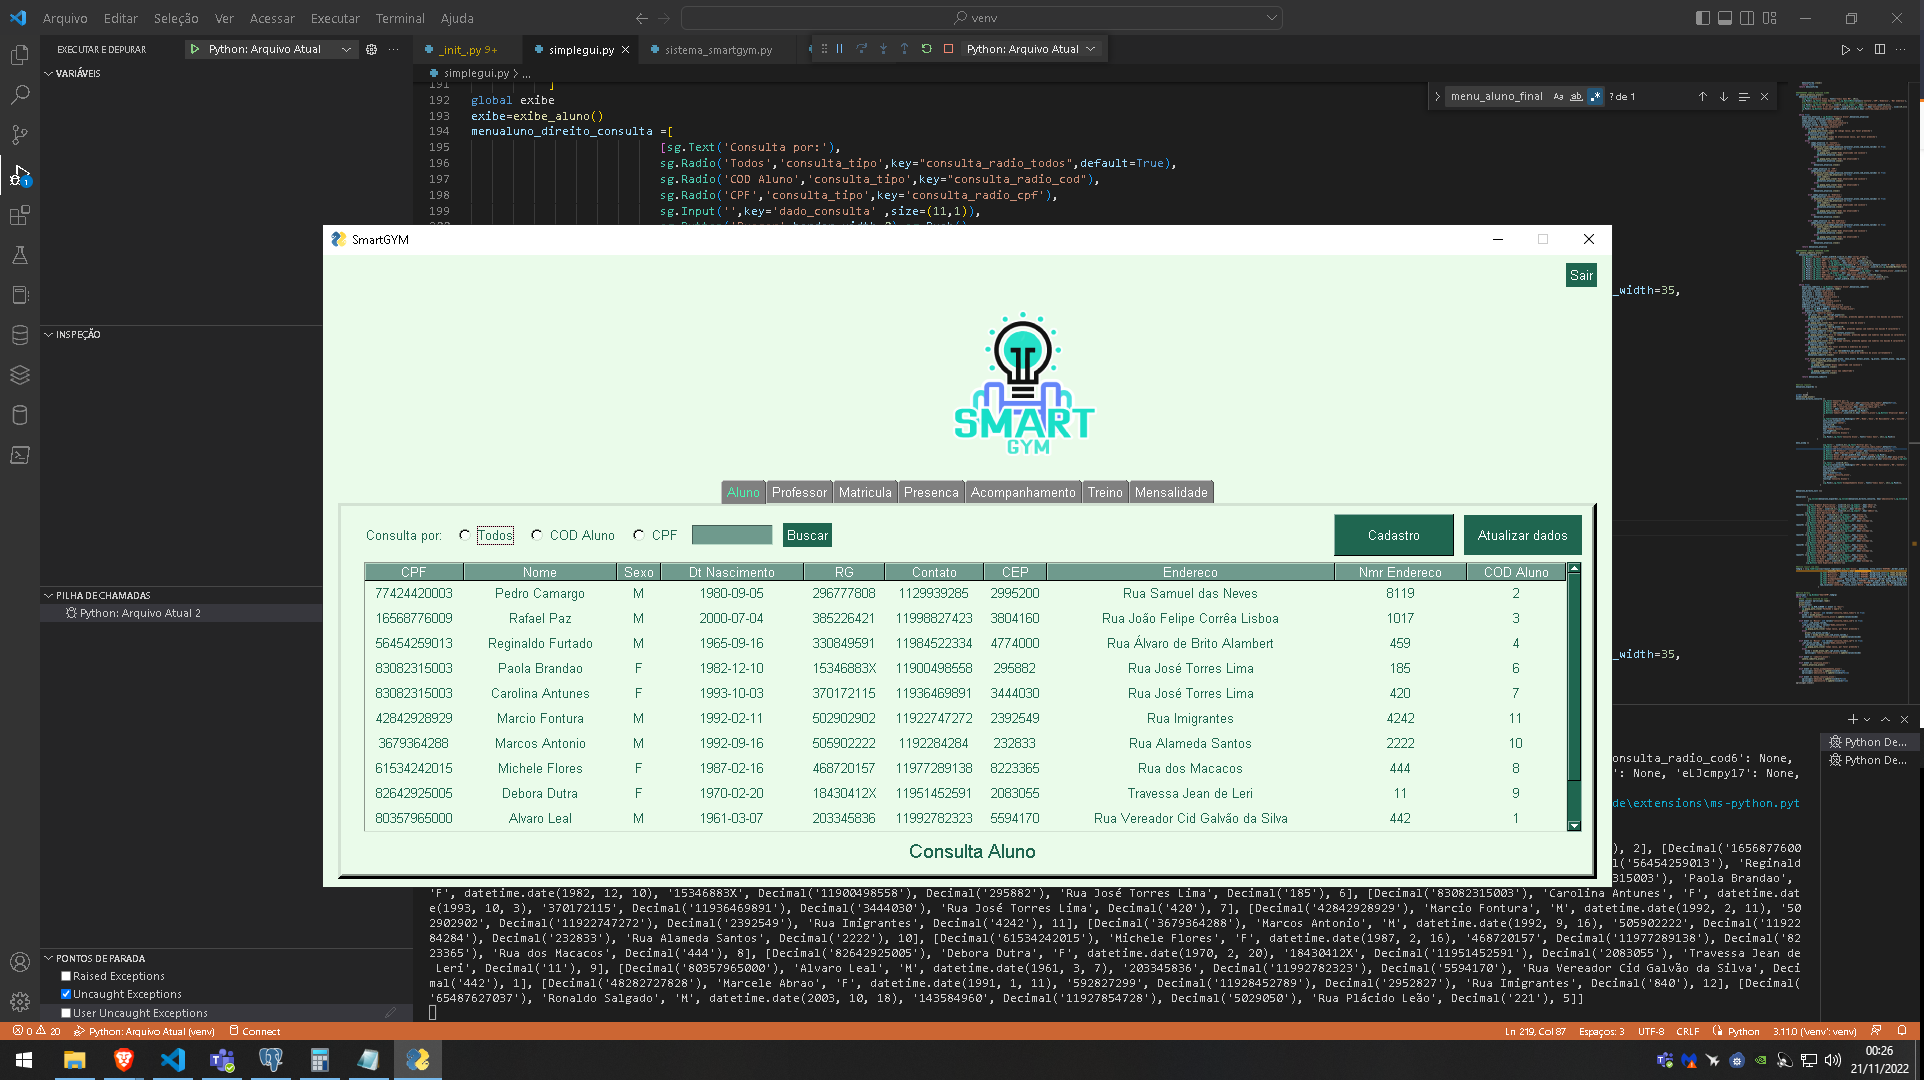 Arquivo Editar Seleção Ver Acessar Executar Terminal Ajuda
venv
EXECUTAR E DEPURAR Python: Arquivo Atual
_init_.py 9+ simplegui.py sistema_smartgym.py Python: Arquivo Atual
simplegui.py > ...
VARIÁVEIS
menu_aluno_final Aa ab .* ? de 1
191 ]
192 global exibe
193 exibe=exibe_aluno()
194 menualuno_direito_consulta =[
195 [sg.Text('Consulta por:'),
196 sg.Radio('Todos','consulta_tipo',key="consulta_radio_todos",default=True),
197 sg.Radio('COD Aluno','consulta_tipo',key="consulta_radio_cod"),
198 sg.Radio('CPF','consulta_tipo',key='consulta_radio_cpf'),
199 sg.Input('',key='dado_consulta' ,size=(11,1)),
SmartGYM
Sair
_width=35,
INSPEÇÃO
SMART
GYM
Aluno Professor Matricula Presenca Acompanhamento Treino Mensalidade
Consulta por: Todos COD Aluno CPF Buscar Cadastro Atualizar dados
CPF Nome Sexo Dt Nascimento RG Contato CEP Endereco Nmr Endereco COD Aluno
77424420003 Pedro Camargo M 1980-09-05 296777808 1129939285 2995200 Rua Samuel das Neves 8119 2
16568776009 Rafael Paz M 2000-07-04 385226421 11998827423 3804160 Rua João Felipe Corrêa Lisboa 1017 3
56454259013 Reginaldo Furtado M 1965-09-16 330849591 11984522334 4774000 Rua Álvaro de Brito Alambert 459 4
83082315003 Paola Brandao F 1982-12-10 15346883X 11900498558 295882 Rua José Torres Lima 185 6
83082315003 Carolina Antunes F 1993-10-03 370172115 11936469891 3444030 Rua José Torres Lima 420 7
42842928929 Marcio Fontura M 1992-02-11 502902902 11922747272 2392549 Rua Imigrantes 4242 11
3679364288 Marcos Antonio M 1992-09-16 505902222 1192284284 232833 Rua Alameda Santos 2222 10
61534242015 Michele Flores F 1987-02-16 468720157 11977289138 8223365 Rua dos Macacos 444 8
82642925005 Debora Dutra F 1970-02-20 18430412X 11951452591 2083055 Travessa Jean de Leri 11 9
80357965000 Alvaro Leal M 1961-03-07 203345836 11992782323 5594170 Rua Vereador Cid Galvão da Silva 442 1
Consulta Aluno
PILHA DE CHAMADAS
Python: Arquivo Atual 2
_width=35,
Python De...
Python De...
onsulta_radio_cod6': None,
': None, 'eLJcmpy17': None,
de\extensions\ms-python.pyt
), 2], [Decimal('1656877600
l('56454259013'), 'Reginald
315003'), 'Paola Brandao',
'F', datetime.date(1982, 12, 10), '15346883X', Decimal('11900498558'), Decimal('295882'), 'Rua José Torres Lima', Decimal('185'), 6], [Decimal('83082315003'), 'Carolina Antunes', 'F', datetime.dat
e(1993, 10, 3), '370172115', Decimal('11936469891'), Decimal('3444030'), 'Rua José Torres Lima', Decimal('420'), 7], [Decimal('42842928929'), 'Marcio Fontura', 'M', datetime.date(1992, 2, 11), '50
2902902', Decimal('11922747272'), Decimal('2392549'), 'Rua Imigrantes', Decimal('4242'), 11], [Decimal('3679364288'), 'Marcos Antonio', 'M', datetime.date(1992, 9, 16), '505902222', Decimal('11922
84284'), Decimal('232833'), 'Rua Alameda Santos', Decimal('2222'), 10], [Decimal('61534242015'), 'Michele Flores', 'F', datetime.date(1987, 2, 16), '468720157', Decimal('11977289138'), Decimal('82
23365'), 'Rua dos Macacos', Decimal('444'), 8], [Decimal('82642925005'), 'Debora Dutra', 'F', datetime.date(1970, 2, 20), '18430412X', Decimal('11951452591'), Decimal('2083055'), 'Travessa Jean de
Leri', Decimal('11'), 9], [Decimal('80357965000'), 'Alvaro Leal', 'M', datetime.date(1961, 3, 7), '203345836', Decimal('11992782323'), Decimal('5594170'), 'Rua Vereador Cid Galvão da Silva', Deci
mal('442'), 1], [Decimal('48282727828'), 'Marcele Abrao', 'F', datetime.date(1991, 1, 11), '592827299', Decimal('11928452789'), Decimal('2952827'), 'Rua Imigrantes', Decimal('840'), 12], [Decimal(
'65487627037'), 'Ronaldo Salgado', 'M', datetime.date(2003, 10, 18), '143584960', Decimal('11927854728'), Decimal('5029050'), 'Rua Plácido Leão', Decimal('221'), 5]]
PONTOS DE PARADA
Raised Exceptions
Uncaught Exceptions
User Uncaught Exceptions
0 20 Python: Arquivo Atual (venv) Connect Ln 219, Col 87 Espaços: 3 UTF-8 CRLF Python 3.11.0 ('venv': venv)
00:26
21/11/2022